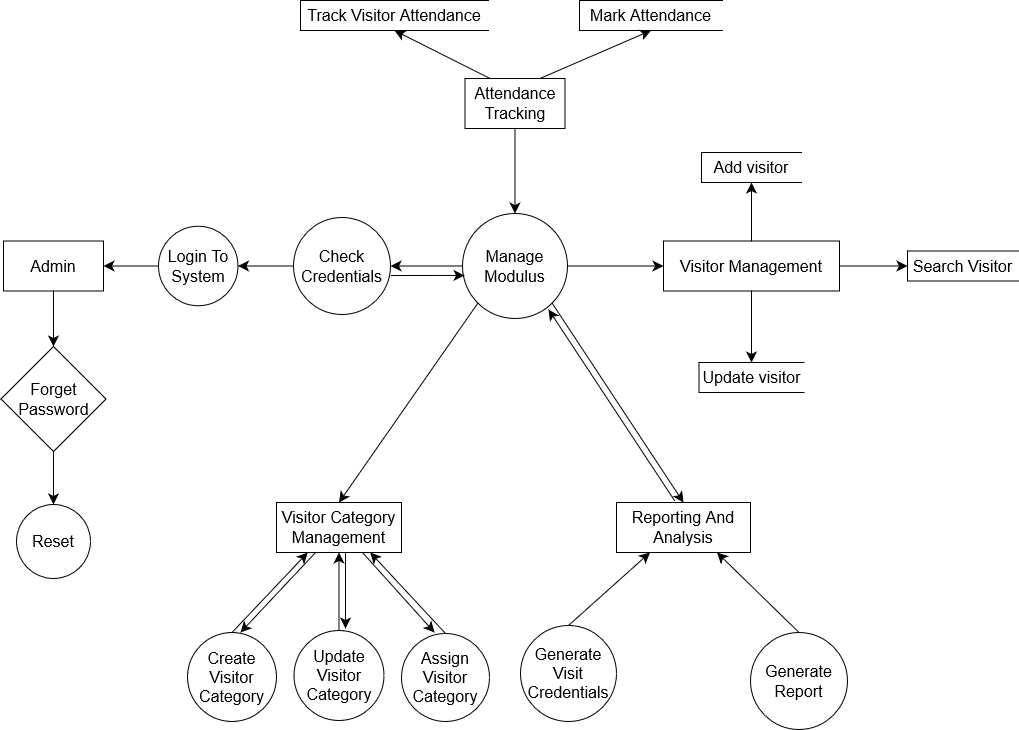 Track Visitor Attendance
Mark Attendance
Attendance
Tracking
Add visitor
Admin
Login To
System
Check
Credentials
Manage
Modulus
Visitor Management
Search Visitor
Update visitor
Forget
Password
Reset
Visitor Category
Management
Reporting And
Analysis
Create
Visitor
Category
Update
Visitor
Category
Assign
Visitor
Category
Generate
Visit
Credentials
Generate
Report